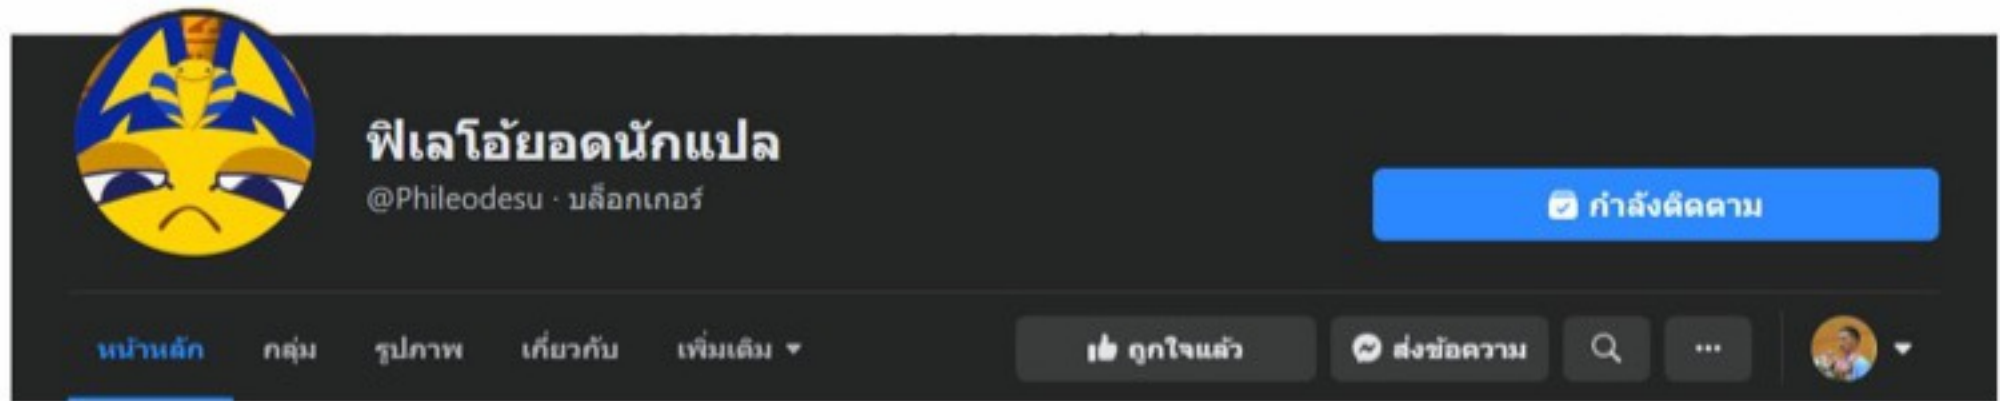 ฟิเลโอ้ยอดนักแปล
@Phileodesu · บล็อกเกอร์
กำลังติดตาม
หน้าหลัก กลุ่ม รูปภาพ เกี่ยวกับ เพิ่มเติม ถูกใจแล้ว ส่งข้อความ